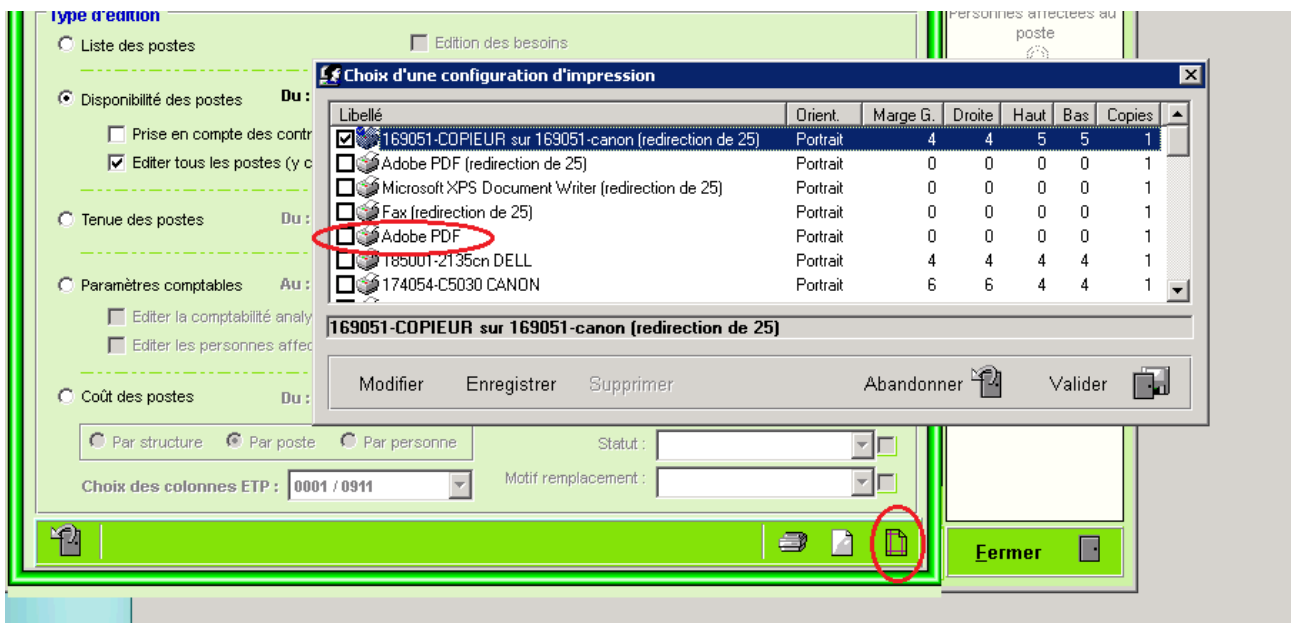 Type d'édition
Personnes affectées au
poste
Liste des postes
Edition des besoins
Disponibilité des postes
Du :
Prise en compte des contr
Editer tous les postes (y c
Tenue des postes
Du :
Paramètres comptables
Au :
Editer la comptabilité analy
Editer les personnes affec
Coût des postes
Du :
Par structure
Par poste
Par personne
Statut :
Choix des colonnes ETP :
0001 / 0911
Motif remplacement :
Fermer
Choix d'une configuration d'impression
Libellé Orient. Marge G. Droite Haut Bas Copies
169051-COPIEUR sur 169051-canon (redirection de 25) Portrait 4 4 5 5 1
Adobe PDF (redirection de 25) Portrait 0 0 0 0 1
Microsoft XPS Document Writer (redirection de 25) Portrait 0 0 0 0 1
Fax (redirection de 25) Portrait 0 0 0 0 1
Adobe PDF Portrait 0 0 0 0 1
185001-2135cn DELL Portrait 4 4 4 4 1
174054-C5030 CANON Portrait 6 6 4 4 1
169051-COPIEUR sur 169051-canon (redirection de 25)
Modifier
Enregistrer
Supprimer
Abandonner
Valider